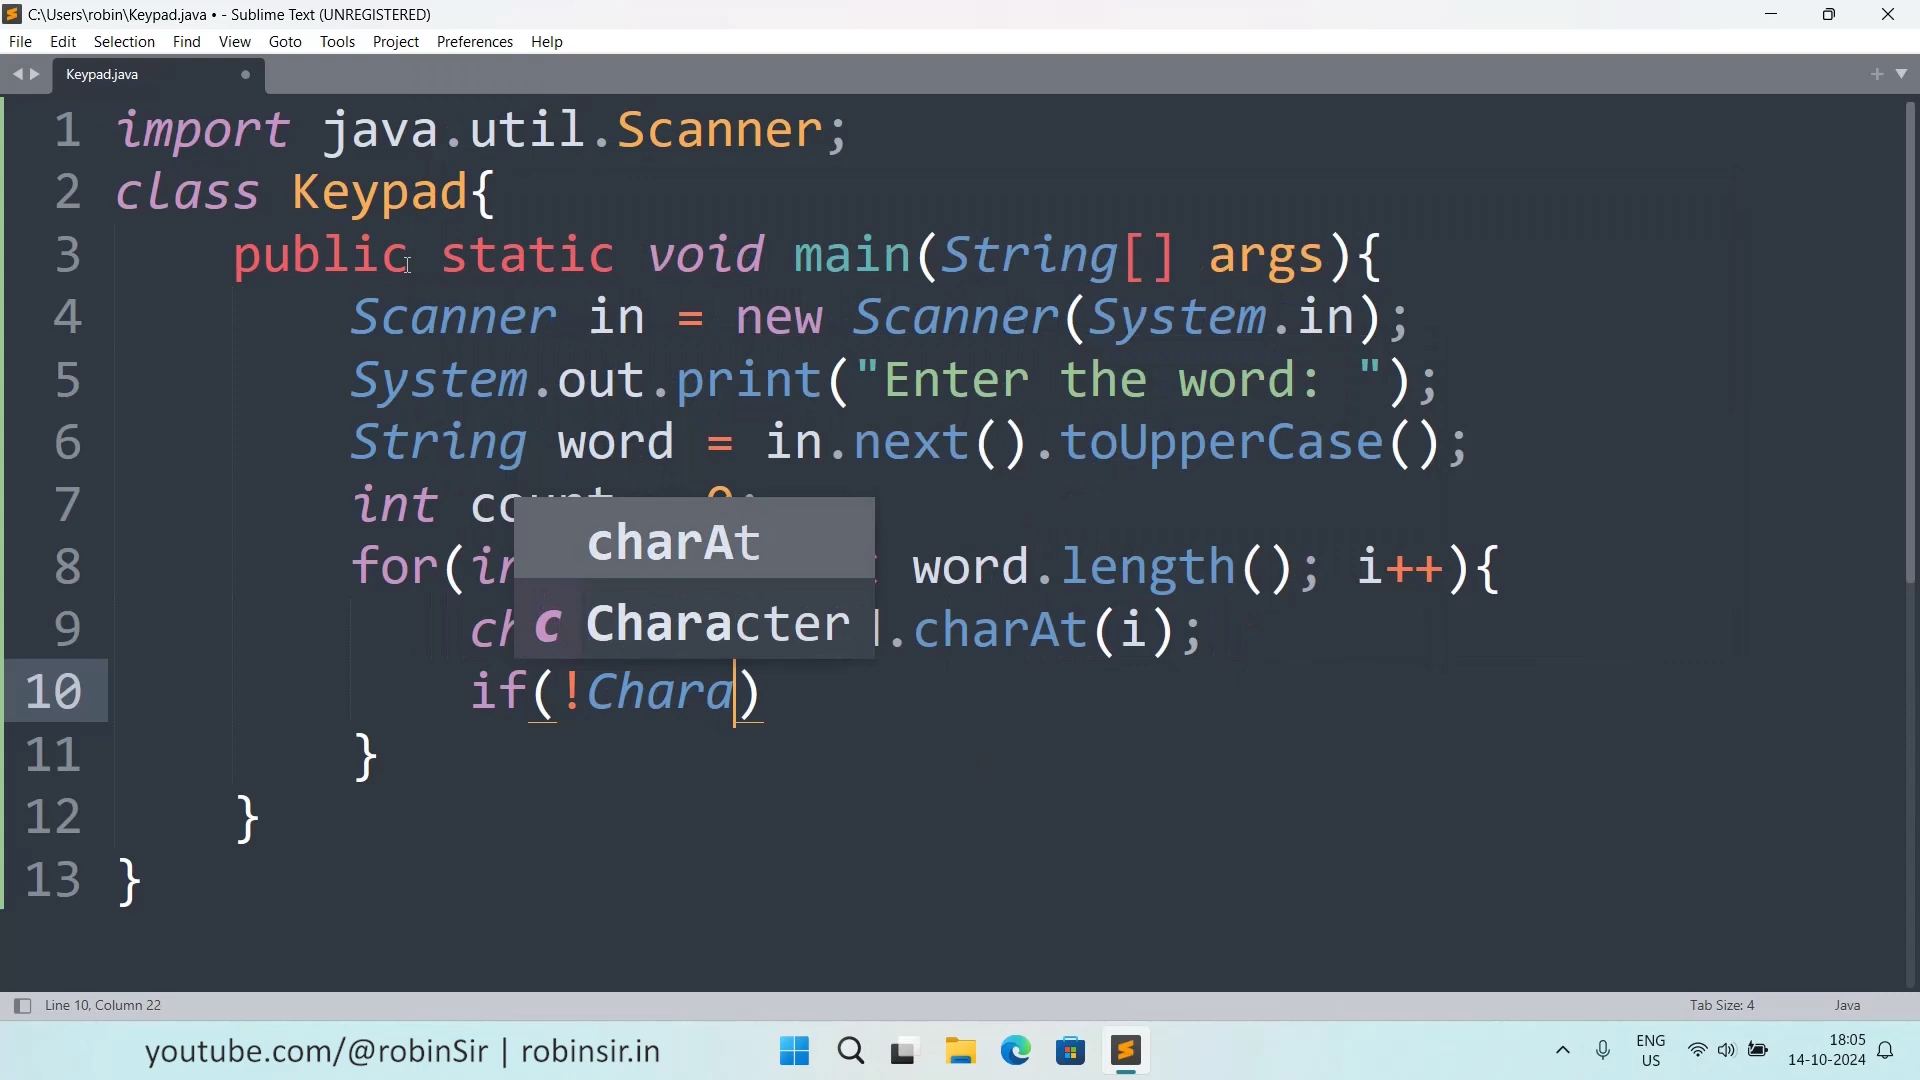 C:\Users\robin\Keypad.java • - Sublime Text (UNREGISTERED)
File Edit Selection Find View Goto Tools Project Preferences Help
Keypad.java
1 import java.util.Scanner;
2 class Keypad{
3 public static void main(String[] args){
4 Scanner in = new Scanner(System.in);
5 System.out.print("Enter the word: ");
6 String word = in.next().toUpperCase();
7 int
charAt
8 for( word.length(); i++){
c Character
9 .charAt(i);
10 if(!Chara)
11 }
12 }
13 }
Line 10, Column 22 Tab Size: 4 Java
youtube.com/@robinSir | robinsir.in
ENG
US
18:05
14-10-2024